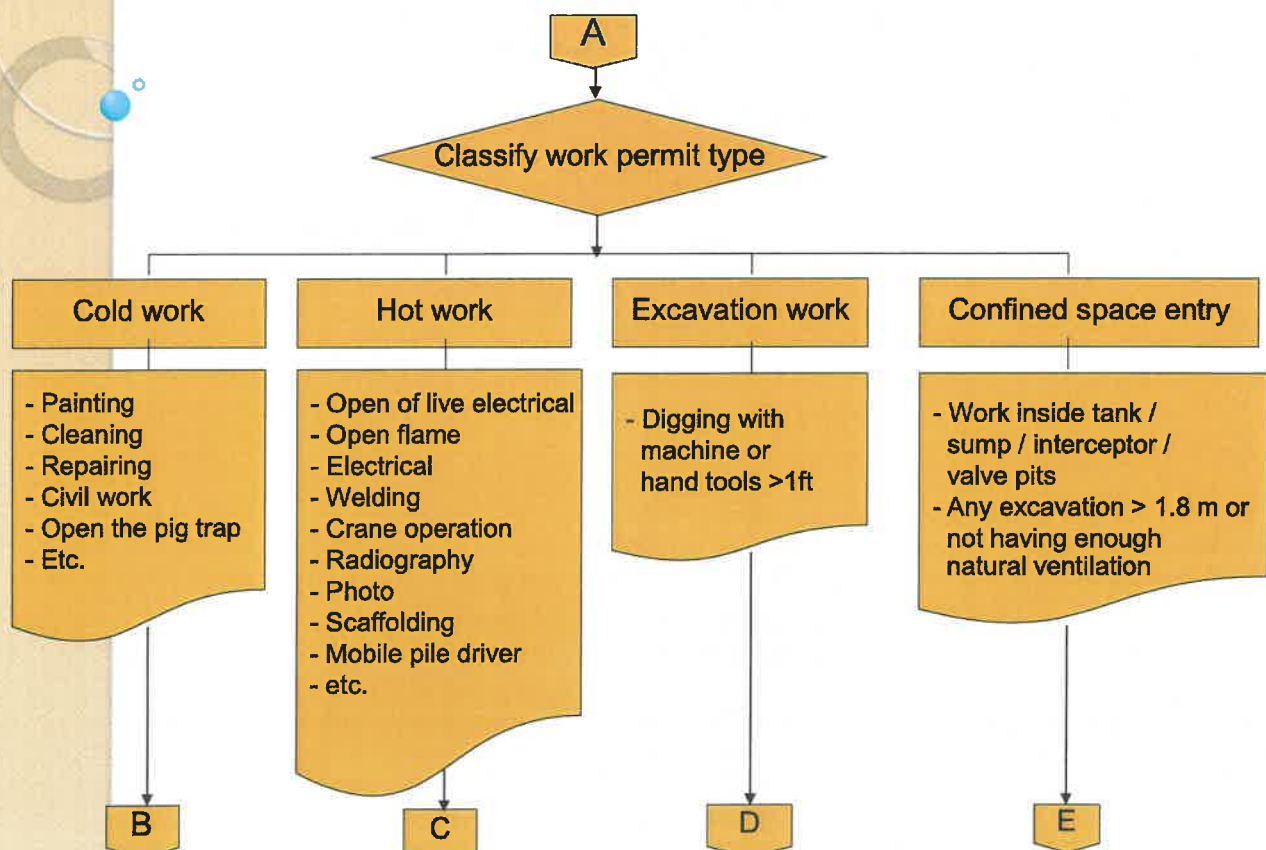 A
Classify work permit type
Cold work
- Painting
- Cleaning
- Repairing
- Civil work
- Open the pig trap
- Etc.
B
Hot work
- Open of live electrical
- Open flame
- Electrical
- Welding
- Crane operation
- Radiography
- Photo
- Scaffolding
- Mobile pile driver
- etc.
C
Excavation work
- Digging with
machine or
hand tools >1ft
D
Confined space entry
- Work inside tank /
sump / interceptor /
valve pits
- Any excavation > 1.8 m or
not having enough
natural ventilation
E